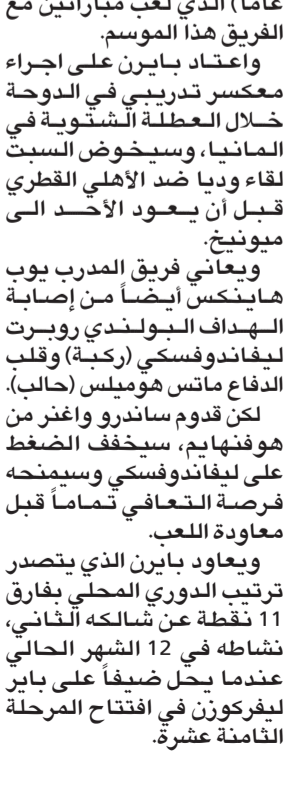 عاما) الذي لعب مباراتين مع
الفريق هذا الموسم.
واعتاد بايرن على اجراء
معكسر تدريبي في الدوحة
خلال العطلة الشتوية في
المانيا، وسيخوض السبت
لقاء وديا ضد الأهلي القطري
قبل أن يعود الأحد الى
ميونيخ.
ويعاني فريق المدرب يوب
هاينكس أيضاً من إصابة
الهداف البولندي روبرت
ليفاندوفسكي (ركبة) وقلب
الدفاع ماتس هوميلس (حالب).
لكن قدوم ساندرو واغنر من
هوفنهايم، سيخفف الضغط
على ليفاندوفسكي وسيمنحه
فرصة التعافي تماماً قبل
معاودة اللعب.
ويعاود بايرن الذي يتصدر
ترتيب الدوري المحلي بفارق
11 نقطة عن شالكه الثاني،
نشاطه في 12 الشهر الحالي
عندما يحل ضيفاً على باير
ليفركوزن في افتتاح المرحلة
الثامنة عشرة.